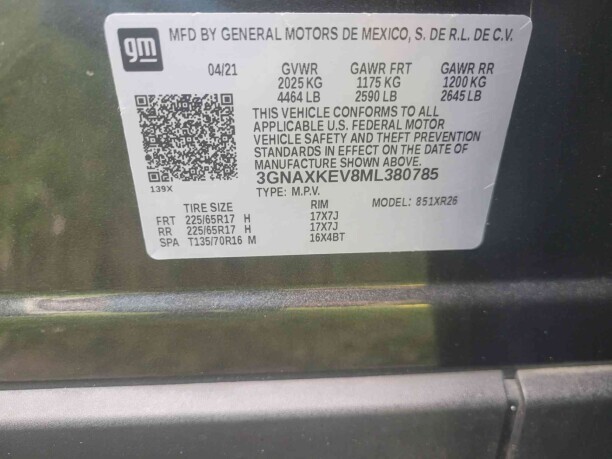 gm
MFD BY GENERAL MOTORS DE MEXICO, S. DE R.L. DE C.V.
04/21 GVWR GAWR FRT GAWR RR
2025 KG 1175 KG 1200 KG
4464 LB 2590 LB 2645 LB
THIS VEHICLE CONFORMS TO ALL
APPLICABLE U.S. FEDERAL MOTOR
VEHICLE SAFETY AND THEFT PREVENTION
STANDARDS IN EFFECT ON THE DATE OF
MANUFACTURE SHOWN ABOVE.
139X
3GNAXKEV8ML380785
TYPE: M.P.V. MODEL: 851XR26
TIRE SIZE RIM
FRT 225/65R17 H 17X7J
RR 225/65R17 H 17X7J
SPA T135/70R16 M 16X4BT